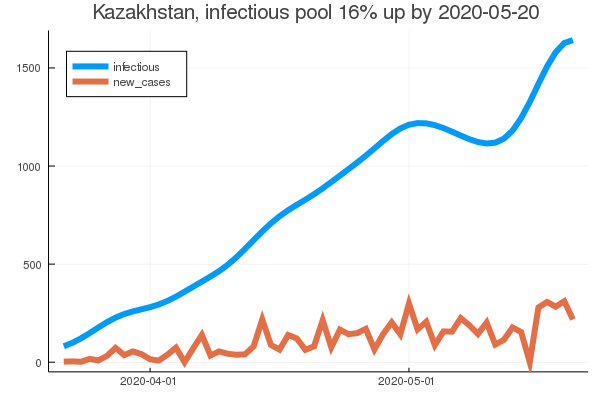 Kazakhstan, infectious pool 16% up by 2020-05-20
infectious
new_cases
1500
1000
500
0
2020-04-01
2020-05-01